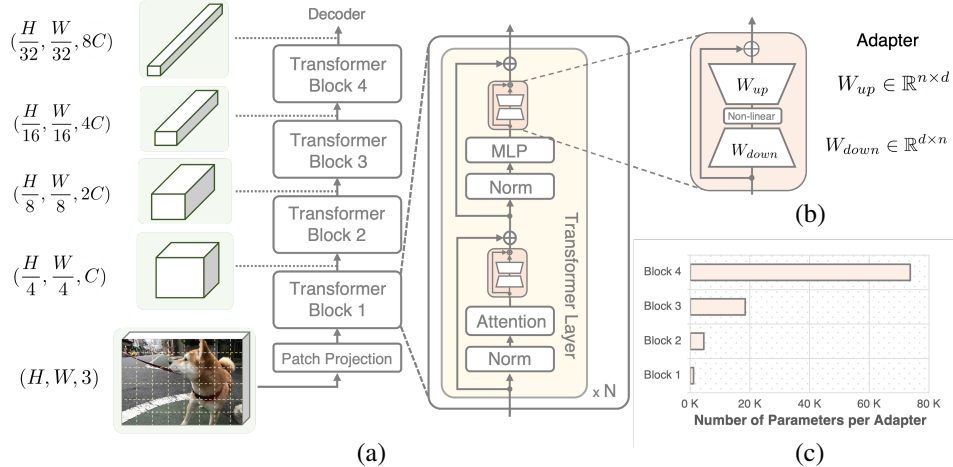 Decoder
(H/32, W/32, 8C)
Transformer
Block 4
(H/16, W/16, 4C)
Transformer
Block 3
(H/8, W/8, 2C)
Transformer
Block 2
(H/4, W/4, C)
Transformer
Block 1
Patch Projection
(H, W, 3)
(a)
MLP
Norm
Attention
Norm
Transformer Layer
x N
Adapter
W_up
Non-linear
W_down
W_up ∈ ℝ^{n×d}
W_down ∈ ℝ^{d×n}
(b)
Block 4
Block 3
Block 2
Block 1
0 K 20 K 40 K 60 K 80 K
Number of Parameters per Adapter
(c)